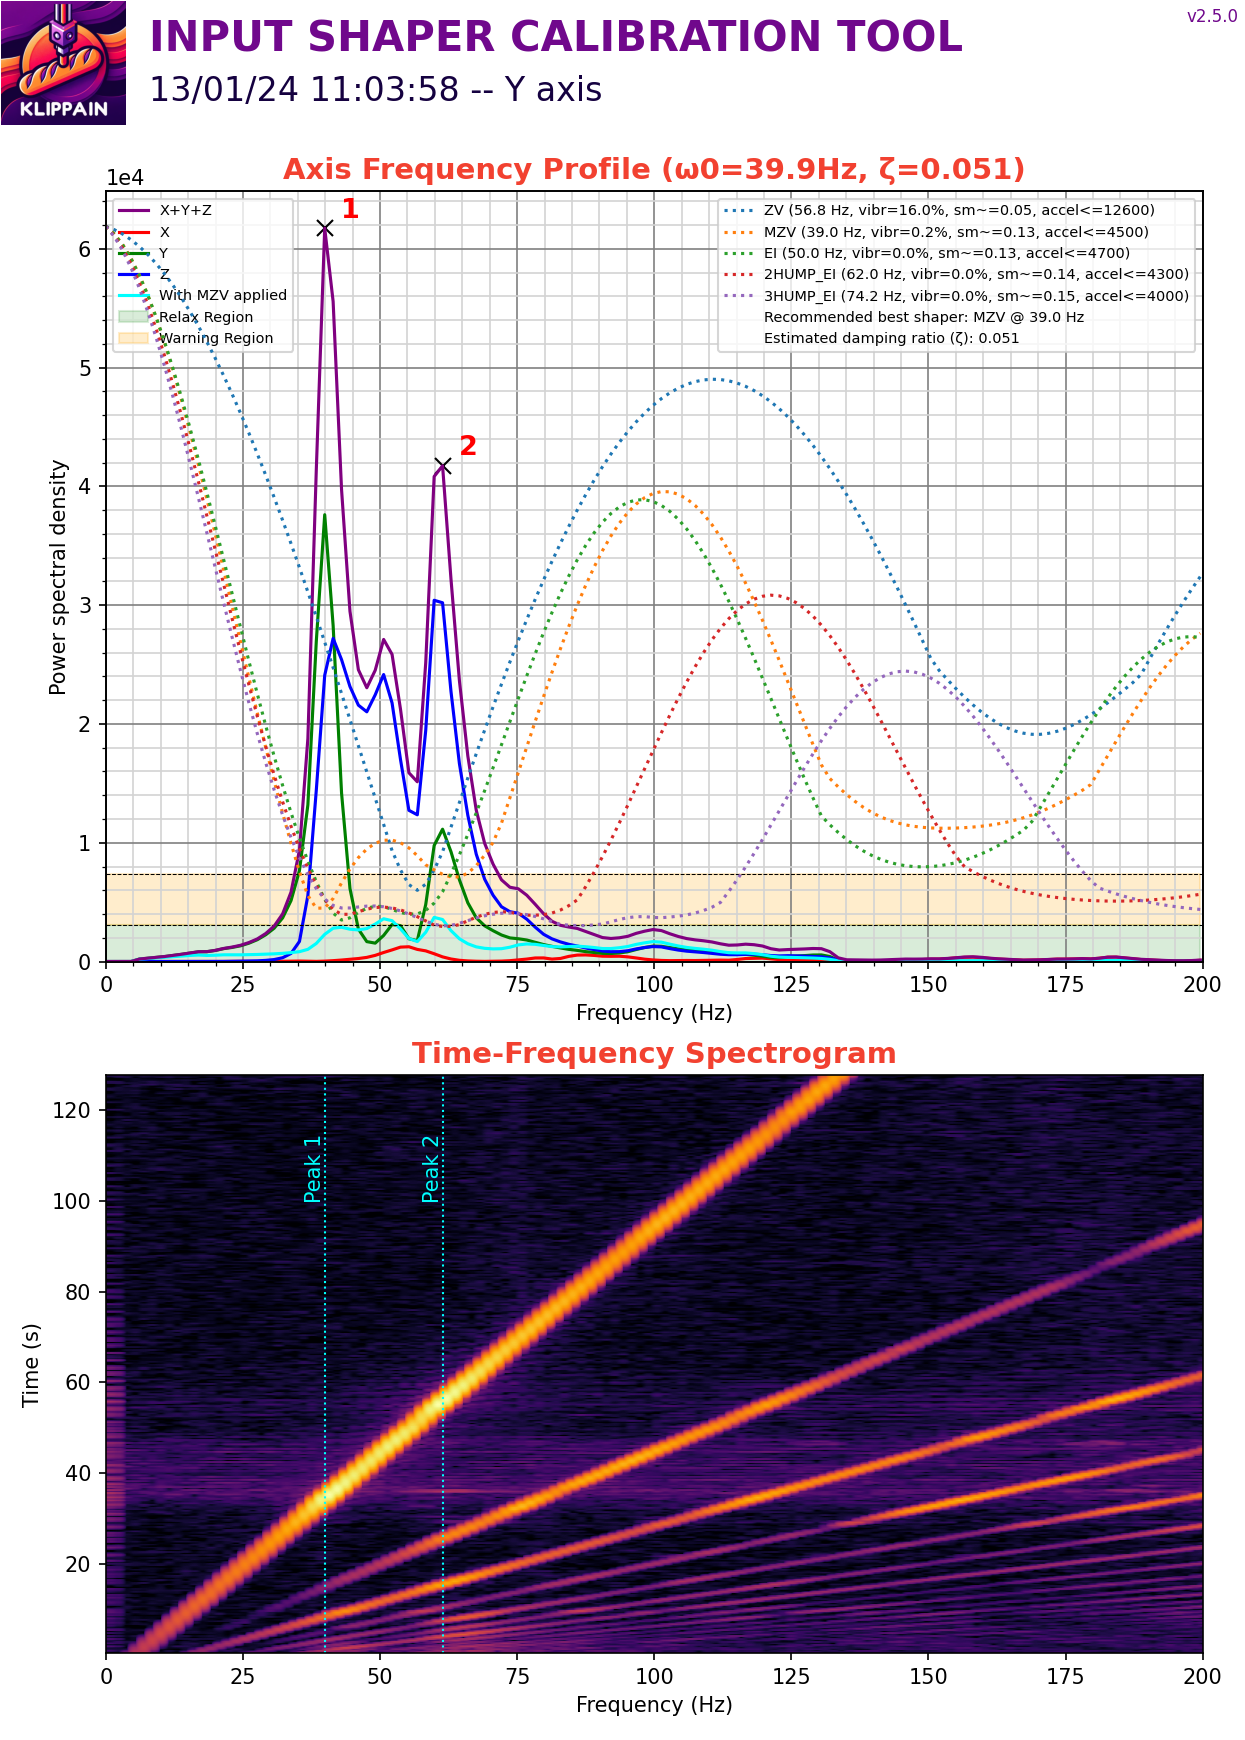 KLIPPAIN
INPUT SHAPER CALIBRATION TOOL
v2.5.0
13/01/24 11:03:58 -- Y axis
Axis Frequency Profile (ω0=39.9Hz, ζ=0.051)
1e4
X+Y+Z
X
Y
Z
With MZV applied
Relax Region
Warning Region
1
2
ZV (56.8 Hz, vibr=16.0%, sm~=0.05, accel<=12600)
MZV (39.0 Hz, vibr=0.2%, sm~=0.13, accel<=4500)
EI (50.0 Hz, vibr=0.0%, sm~=0.13, accel<=4700)
2HUMP_EI (62.0 Hz, vibr=0.0%, sm~=0.14, accel<=4300)
3HUMP_EI (74.2 Hz, vibr=0.0%, sm~=0.15, accel<=4000)
Recommended best shaper: MZV @ 39.0 Hz
Estimated damping ratio (ζ): 0.051
Power spectral density
6
5
4
3
2
1
0
0 25 50 75 100 125 150 175 200
Frequency (Hz)
Time-Frequency Spectrogram
Time (s)
120
100
80
60
40
20
Peak 1
Peak 2
0 25 50 75 100 125 150 175 200
Frequency (Hz)